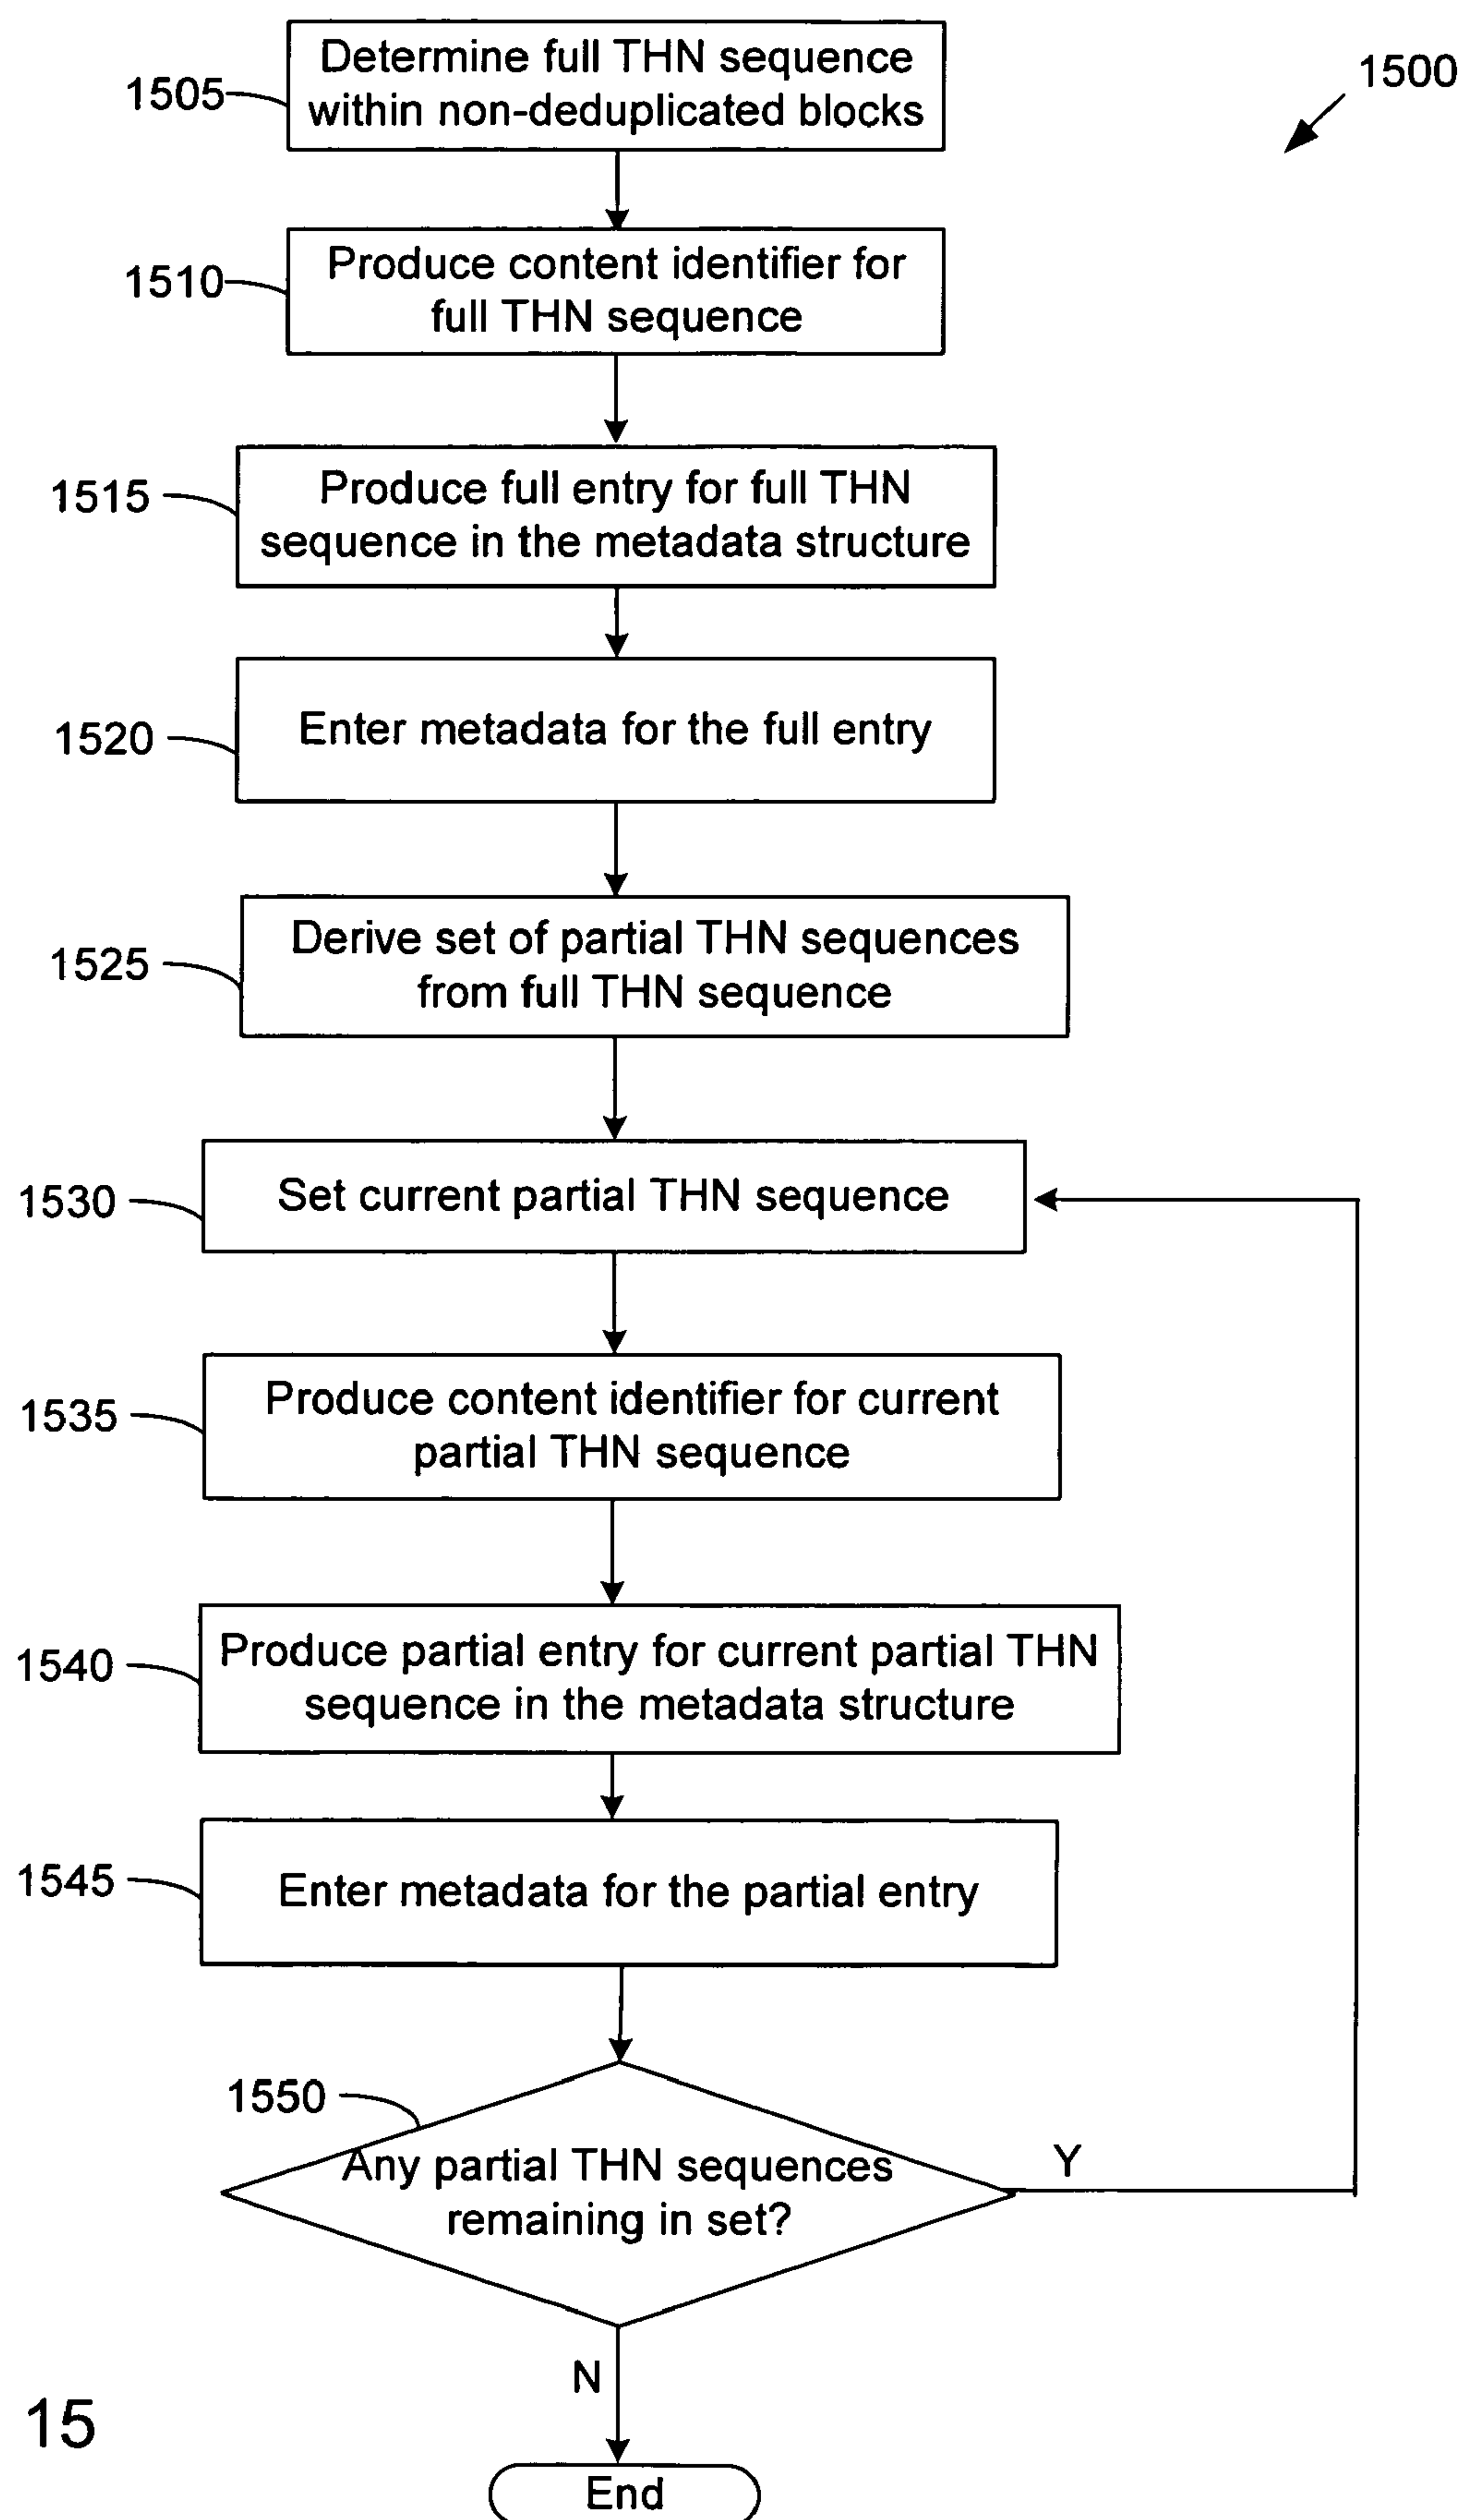 1500
Determine full THN sequence
within non-deduplicated blocks
1505
Produce content identifier for
full THN sequence
1510
Produce full entry for full THN
sequence in the metadata structure
1515
Enter metadata for the full entry
1520
Derive set of partial THN sequences
from full THN sequence
1525
Set current partial THN sequence
1530
Produce content identifier for current
partial THN sequence
1535
Produce partial entry for current partial THN
sequence in the metadata structure
1540
Enter metadata for the partial entry
1545
1550
Any partial THN sequences
remaining in set?
Y
N
15
End